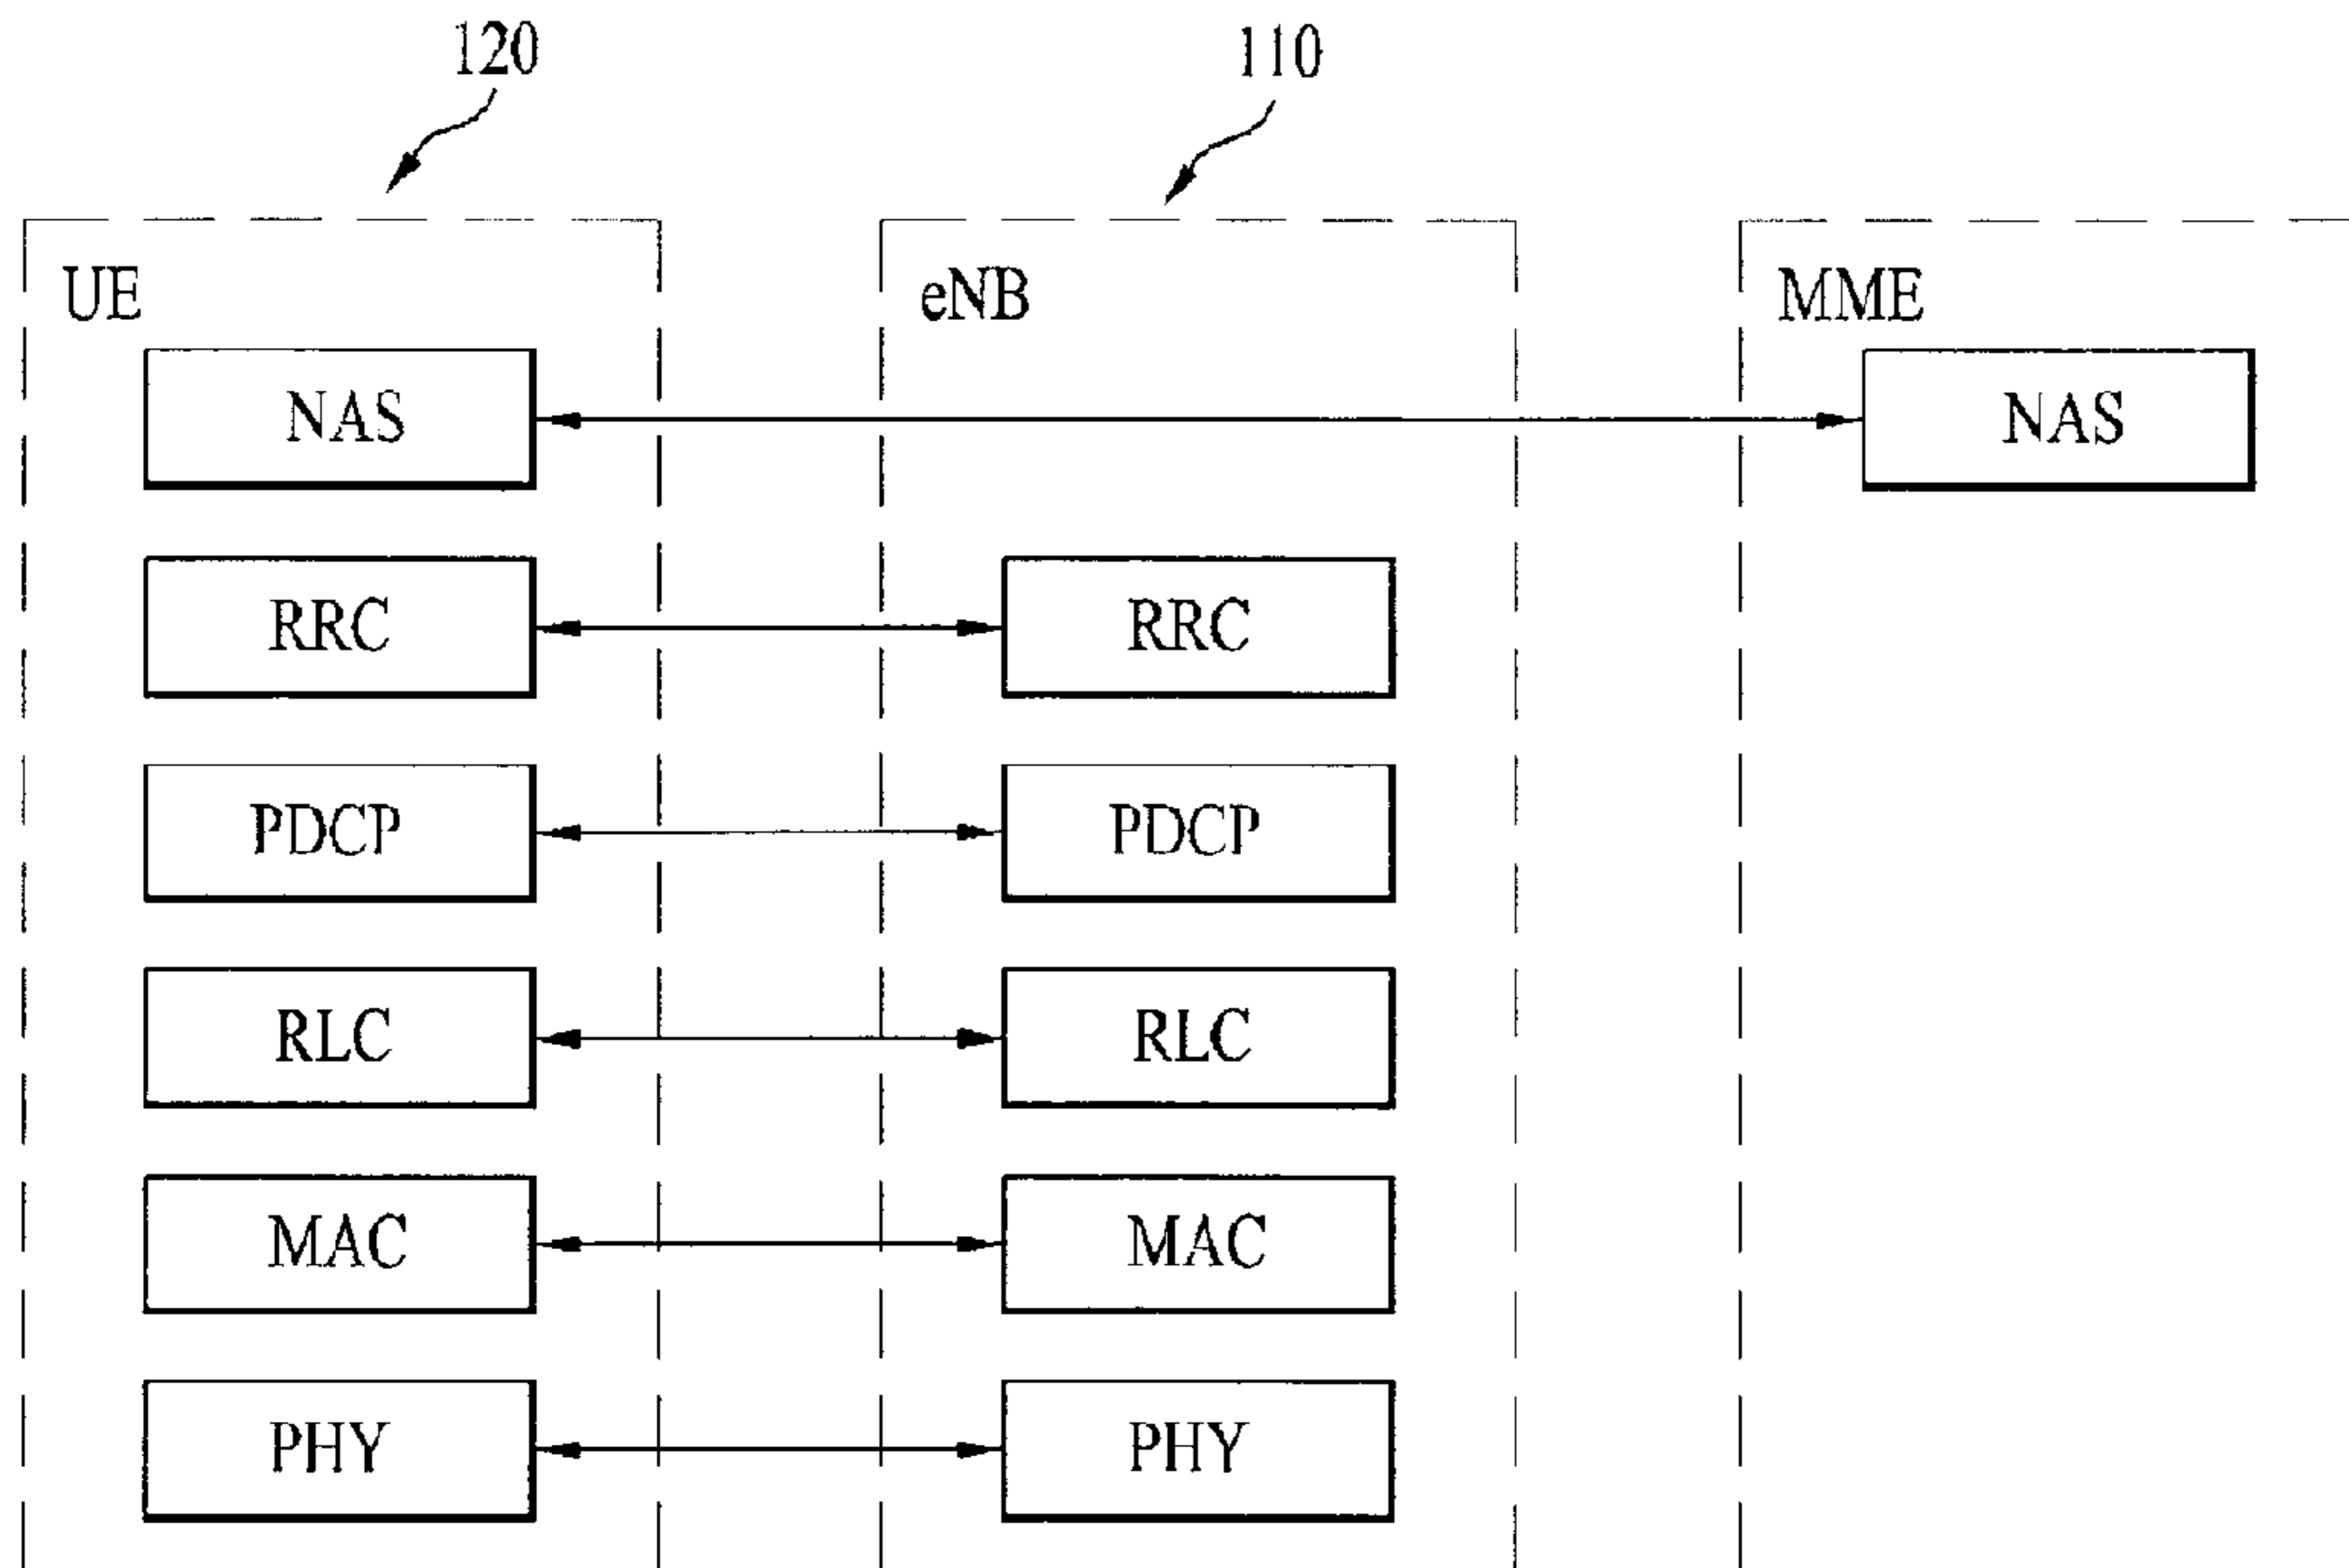 120
110
UE
eNB
MME
NAS
NAS
RRC
RRC
PDCP
PDCP
RLC
RLC
MAC
MAC
PHY
PHY